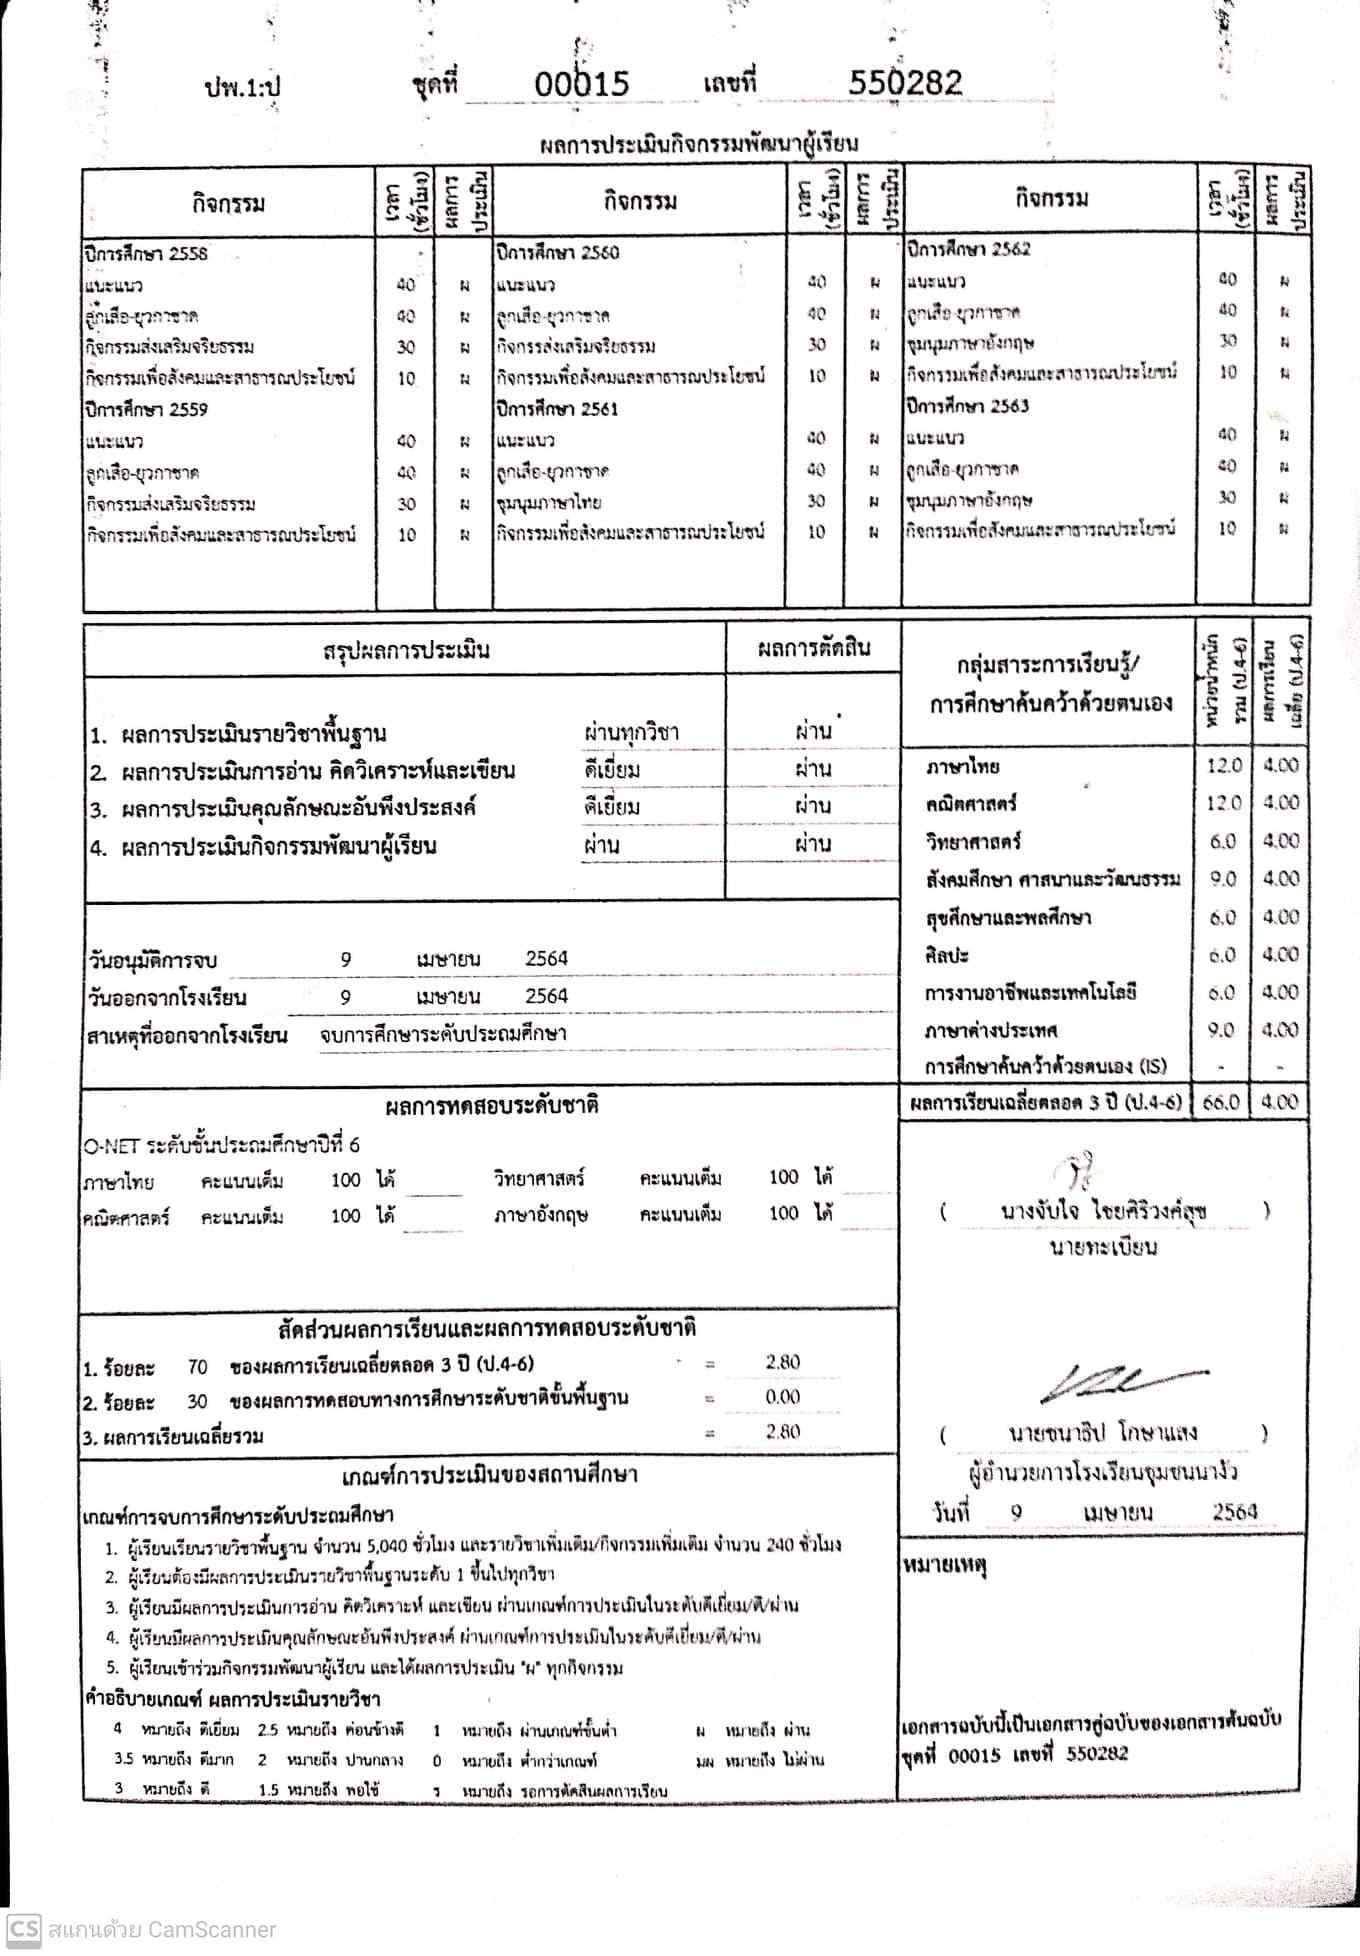 ปพ.1:ป ชุดที่ 00015 เลขที่ 550282
ผลการประเมินกิจกรรมพัฒนาผู้เรียน
กิจกรรม เวลา (ชั่วโมง) ผลการประเมิน กิจกรรม เวลา (ชั่วโมง) ผลการประเมิน กิจกรรม เวลา (ชั่วโมง) ผลการประเมิน
ปีการศึกษา 2558 ปีการศึกษา 2560 ปีการศึกษา 2562
แนะแนว 40 ผ แนะแนว 40 ผ แนะแนว 40 ผ
ลูกเสือ-ยุวกาชาด 40 ผ ลูกเสือ-ยุวกาชาด 40 ผ ลูกเสือ-ยุวกาชาด 40 ผ
กิจกรรมส่งเสริมจริยธรรม 30 ผ กิจกรรส่งเสริมจริยธรรม 30 ผ ชุมนุมภาษาอังกฤษ 30 ผ
กิจกรรมเพื่อสังคมและสาธารณประโยชน์ 10 ผ กิจกรรมเพื่อสังคมและสาธารณประโยชน์ 10 ผ กิจกรรมเพื่อสังคมและสาธารณประโยชน์ 10 ผ
ปีการศึกษา 2559 ปีการศึกษา 2561 ปีการศึกษา 2563
แนะแนว 40 ผ แนะแนว 40 ผ แนะแนว 40 ผ
ลูกเสือ-ยุวกาชาด 40 ผ ลูกเสือ-ยุวกาชาด 40 ผ ลูกเสือ-ยุวกาชาด 40 ผ
กิจกรรมส่งเสริมจริยธรรม 30 ผ ชุมนุมภาษาไทย 30 ผ ชุมนุมภาษาอังกฤษ 30 ผ
กิจกรรมเพื่อสังคมและสาธารณประโยชน์ 10 ผ กิจกรรมเพื่อสังคมและสาธารณประโยชน์ 10 ผ กิจกรรมเพื่อสังคมและสาธารณประโยชน์ 10 ผ
สรุปผลการประเมิน ผลการตัดสิน
1. ผลการประเมินรายวิชาพื้นฐาน ผ่านทุกวิชา ผ่าน
2. ผลการประเมินการอ่าน คิดวิเคราะห์และเขียน ดีเยี่ยม ผ่าน
3. ผลการประเมินคุณลักษณะอันพึงประสงค์ ดีเยี่ยม ผ่าน
4. ผลการประเมินกิจกรรมพัฒนาผู้เรียน ผ่าน ผ่าน
วันอนุมัติการจบ 9 เมษายน 2564
วันออกจากโรงเรียน 9 เมษายน 2564
สาเหตุที่ออกจากโรงเรียน จบการศึกษาระดับประถมศึกษา
กลุ่มสาระการเรียนรู้/ การศึกษาค้นคว้าด้วยตนเอง หน่วยน้ำหนักรวม (ป.4-6) ผลการเรียนเฉลี่ย (ป.4-6)
ภาษาไทย 12.0 4.00
คณิตศาสตร์ 12.0 4.00
วิทยาศาสตร์ 6.0 4.00
สังคมศึกษา ศาสนาและวัฒนธรรม 9.0 4.00
สุขศึกษาและพลศึกษา 6.0 4.00
ศิลปะ 6.0 4.00
การงานอาชีพและเทคโนโลยี 6.0 4.00
ภาษาต่างประเทศ 9.0 4.00
การศึกษาค้นคว้าด้วยตนเอง (IS) - -
ผลการเรียนเฉลี่ยตลอด 3 ปี (ป.4-6) 66.0 4.00
ผลการทดสอบระดับชาติ
O-NET ระดับชั้นประถมศึกษาปีที่ 6
ภาษาไทย คะแนนเต็ม 100 ได้ วิทยาศาสตร์ คะแนนเต็ม 100 ได้
คณิตศาสตร์ คะแนนเต็ม 100 ได้ ภาษาอังกฤษ คะแนนเต็ม 100 ได้
สัดส่วนผลการเรียนและผลการทดสอบระดับชาติ
1. ร้อยละ 70 ของผลการเรียนเฉลี่ยตลอด 3 ปี (ป.4-6) = 2.80
2. ร้อยละ 30 ของผลการทดสอบทางการศึกษาระดับชาติขั้นพื้นฐาน = 0.00
3. ผลการเรียนเฉลี่ยรวม = 2.80
( นางจับใจ ไชยศิริวงค์สุข )
นายทะเบียน
( นายชนาธิป โกษาแสง )
ผู้อำนวยการโรงเรียนชุมชนนางัว
วันที่ 9 เมษายน 2564
เกณฑ์การประเมินของสถานศึกษา
เกณฑ์การจบการศึกษาระดับประถมศึกษา
1. ผู้เรียนเรียนรายวิชาพื้นฐาน จำนวน 5,040 ชั่วโมง และรายวิชาเพิ่มเติม/กิจกรรมเพิ่มเติม จำนวน 240 ชั่วโมง
2. ผู้เรียนต้องมีผลการประเมินรายวิชาพื้นฐานระดับ 1 ขึ้นไปทุกวิชา
3. ผู้เรียนมีผลการประเมินการอ่าน คิดวิเคราะห์ และเขียน ผ่านเกณฑ์การประเมินในระดับดีเยี่ยม/ดี/ผ่าน
4. ผู้เรียนมีผลการประเมินคุณลักษณะอันพึงประสงค์ ผ่านเกณฑ์การประเมินในระดับดีเยี่ยม/ดี/ผ่าน
5. ผู้เรียนเข้าร่วมกิจกรรมพัฒนาผู้เรียน และได้ผลการประเมิน "ผ" ทุกกิจกรรม
คำอธิบายเกณฑ์ ผลการประเมินรายวิชา
4 หมายถึง ดีเยี่ยม 2.5 หมายถึง ค่อนข้างดี 1 หมายถึง ผ่านเกณฑ์ขั้นต่ำ ผ หมายถึง ผ่าน
3.5 หมายถึง ดีมาก 2 หมายถึง ปานกลาง 0 หมายถึง ต่ำกว่าเกณฑ์ มผ หมายถึง ไม่ผ่าน
3 หมายถึง ดี 1.5 หมายถึง พอใช้ ร หมายถึง รอการตัดสินผลการเรียน
หมายเหตุ
เอกสารฉบับนี้เป็นเอกสารคู่ฉบับของเอกสารต้นฉบับ
ชุดที่ 00015 เลขที่ 550282
CS สแกนด้วย CamScanner